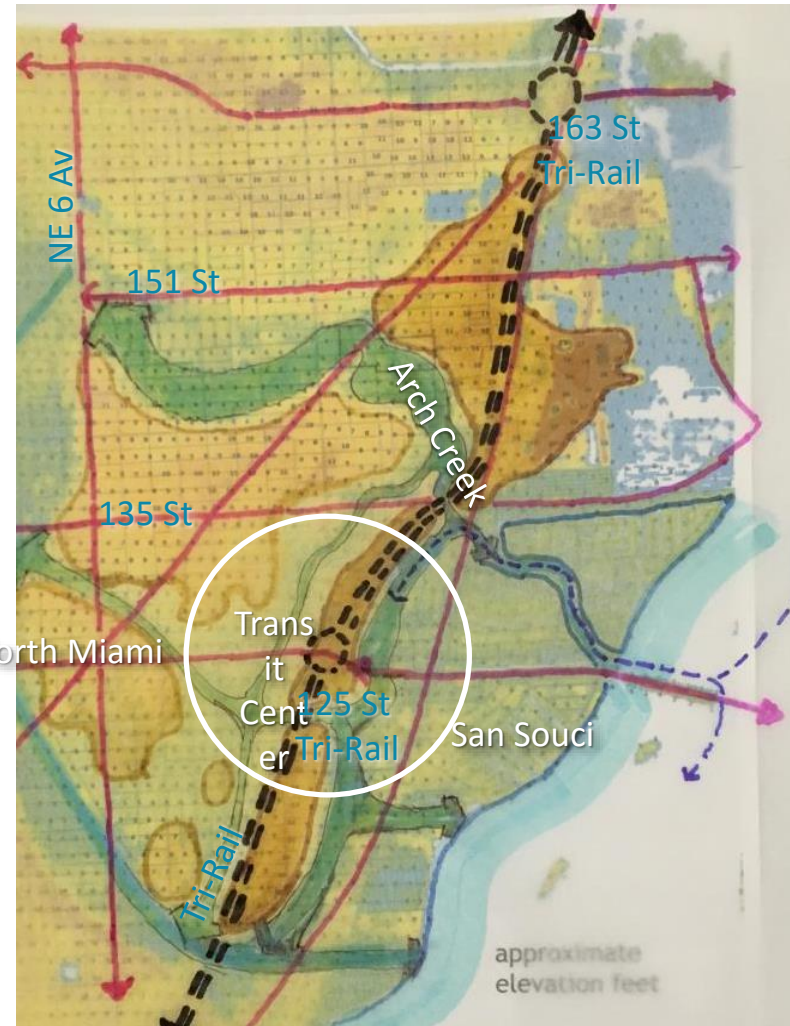 163 St
Tri-Rail
NE 6 Av
151 St
Arch Creek
135 St
orth Miami
Trans
it
Cent
er
125 St
Tri-Rail
San Souci
Tri-Rail
approximate
elevation feet